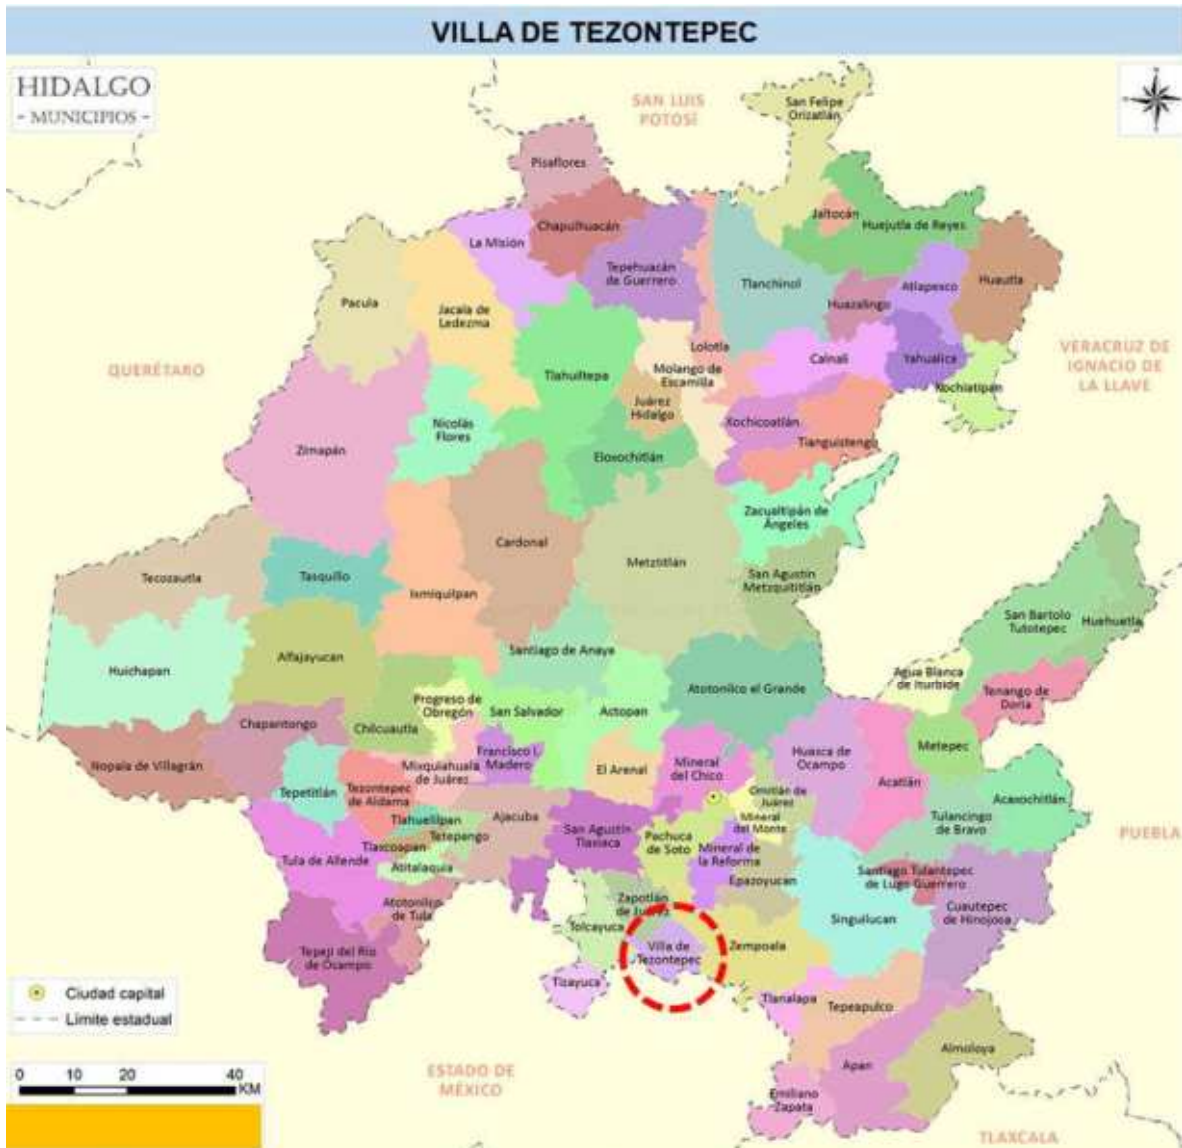 VILLA DE TEZONTEPEC
HIDALGO
- MUNICIPIOS -
SAN LUIS
POTOSÍ
San Felipe
Orizatlán
Pisaflores
Jaltocán
Huejutla de Reyes
Chapulhuacán
La Misión
Tepehuacán
de Guerrero
Tlanchinol
Atlapexco
Huautla
Pacula
Jacala de
Ledezma
Huazalingo
Lolotla
Calnali
Yahualica
VERACRUZ DE
IGNACIO DE
LA LLAVE
QUERÉTARO
Tlahuiltepa
Molango de
Escamilla
Xochiatipan
Juárez
Hidalgo
Nicolás
Flores
Xochicoatlán
Tianguistengo
Zimapán
Eloxochitlán
Zacualtipán de
Ángeles
Cardonal
Metztitlán
San Agustín
Metzquititlán
Tecozautla
Tasquillo
Ixmiquilpan
San Bartolo
Tutotepec
Huehuetla
Santiago de Anaya
Alfajayucan
Huichapan
Agua Blanca
de Iturbide
Tenango de
Doria
Atotonilco el Grande
Progreso de
Obregón
San Salvador
Actopan
Chapantongo
Chilcuautla
Metepec
Huasca de
Ocampo
Francisco I.
Madero
Mixquiahuala
de Juárez
El Arenal
Mineral
del Chico
Nopala de Villagrán
Acatlán
Tepetitlán
Tezontepec
de Aldama
Omitlán de
Juárez
Acaxochitlán
Tlahuelilpan
Ajacuba
Mineral
del Monte
Tulancingo
de Bravo
San Agustín
Tlaxiaca
Pachuca
de Soto
Tetepango
Tlaxcoapan
Mineral de
la Reforma
PUEBLA
Tula de Allende
Atitalaquia
Epazoyucan
Santiago Tulantepec
de Lugo Guerrero
Zapotlán
de Juárez
Atotonilco
de Tula
Singuilucan
Cuautepec
de Hinojosa
Tolcayuca
Villa de
Tezontepec
Zempoala
Tepeji del Río
de Ocampo
Tizayuca
Tlanalapa
Tepeapulco
Ciudad capital
Límite estadual
Almoloya
Apan
ESTADO DE
MÉXICO
Emiliano
Zapata
0 10 20 40
KM
TLAXCALA